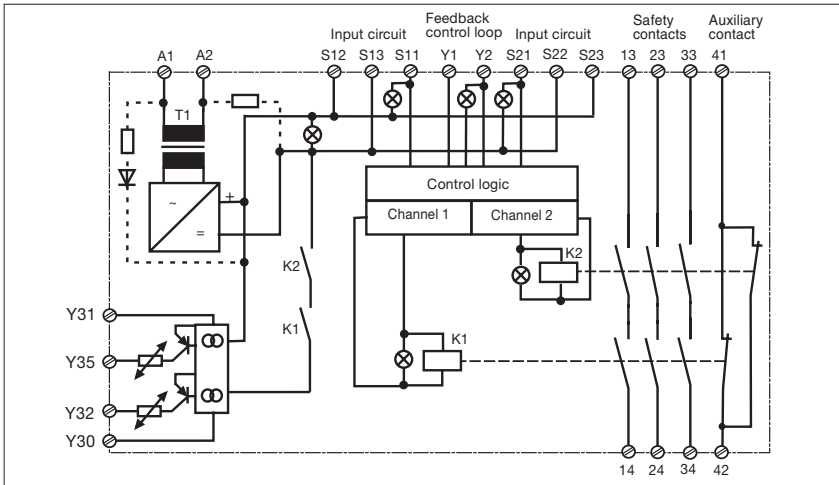 Input circuit
Feedback control loop
Input circuit
Safety contacts
Auxiliary contact
A1 A2 S12 S13 S11 Y1 Y2 S21 S22 S23 13 23 33 41
T1
Control logic
+
~
=
Channel 1 Channel 2
K2
K2
K1
K1
Y31
Y35
Y32
Y30
14 24 34 42